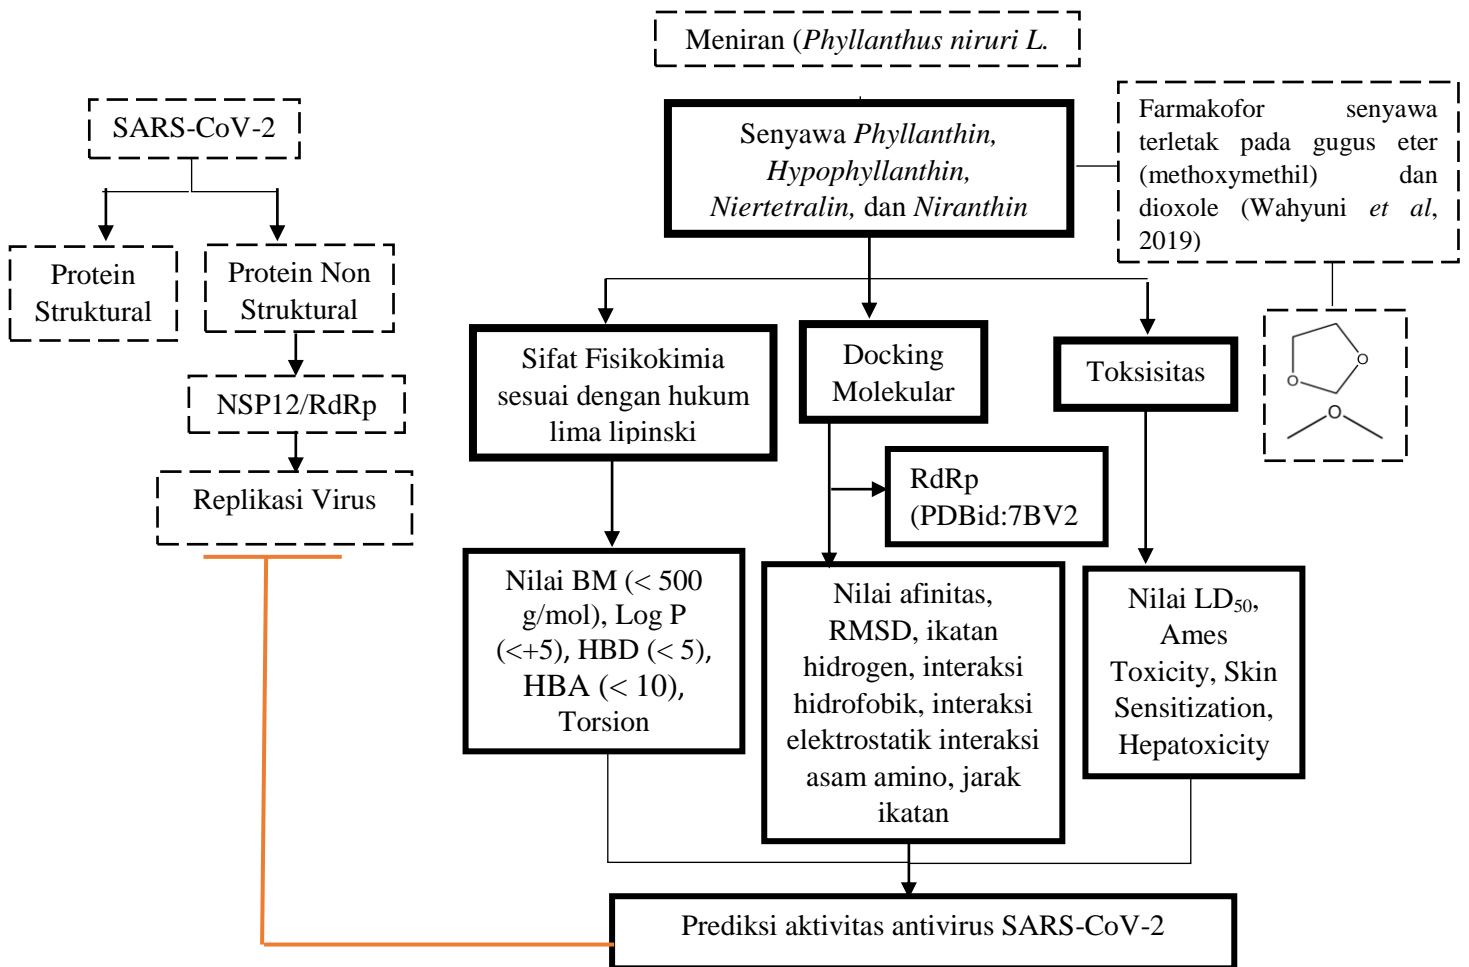 Meniran (Phyllanthus niruri L.
SARS-CoV-2
Protein
Struktural
Protein Non
Struktural
NSP12/RdRp
Replikasi Virus
Senyawa Phyllanthin,
Hypophyllanthin,
Niertetralin, dan Niranthin
Farmakofor senyawa
terletak pada gugus eter
(methoxymethil) dan
dioxole (Wahyuni et al,
2019)
O
O
O
Sifat Fisikokimia
sesuai dengan hukum
lima lipinski
Docking
Molekular
Toksisitas
RdRp
(PDBid:7BV2
Nilai BM (< 500
g/mol), Log P
(<+5), HBD (< 5),
HBA (< 10),
Torsion
Nilai afinitas,
RMSD, ikatan
hidrogen, interaksi
hidrofobik, interaksi
elektrostatik interaksi
asam amino, jarak
ikatan
Nilai LD₅₀,
Ames
Toxicity, Skin
Sensitization,
Hepatoxicity
Prediksi aktivitas antivirus SARS-CoV-2